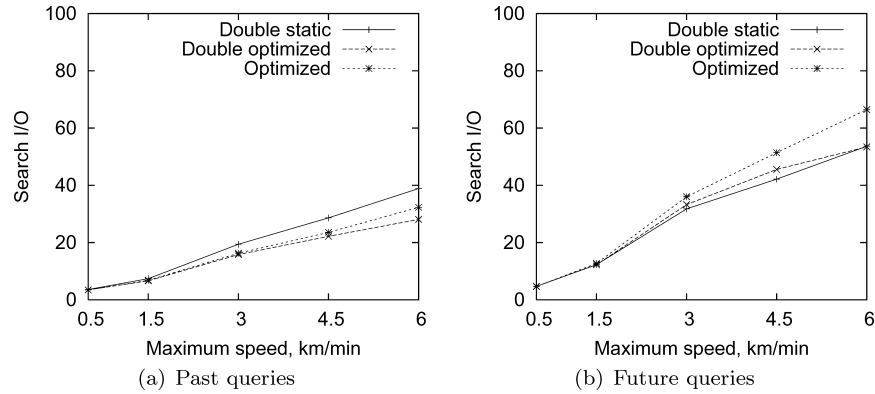 100
80
60
40
20
0
Search I/O
Double static
Double optimized
Optimized
0.5 1.5 3 4.5 6
Maximum speed, km/min
(a) Past queries
100
80
60
40
20
0
Search I/O
Double static
Double optimized
Optimized
0.5 1.5 3 4.5 6
Maximum speed, km/min
(b) Future queries